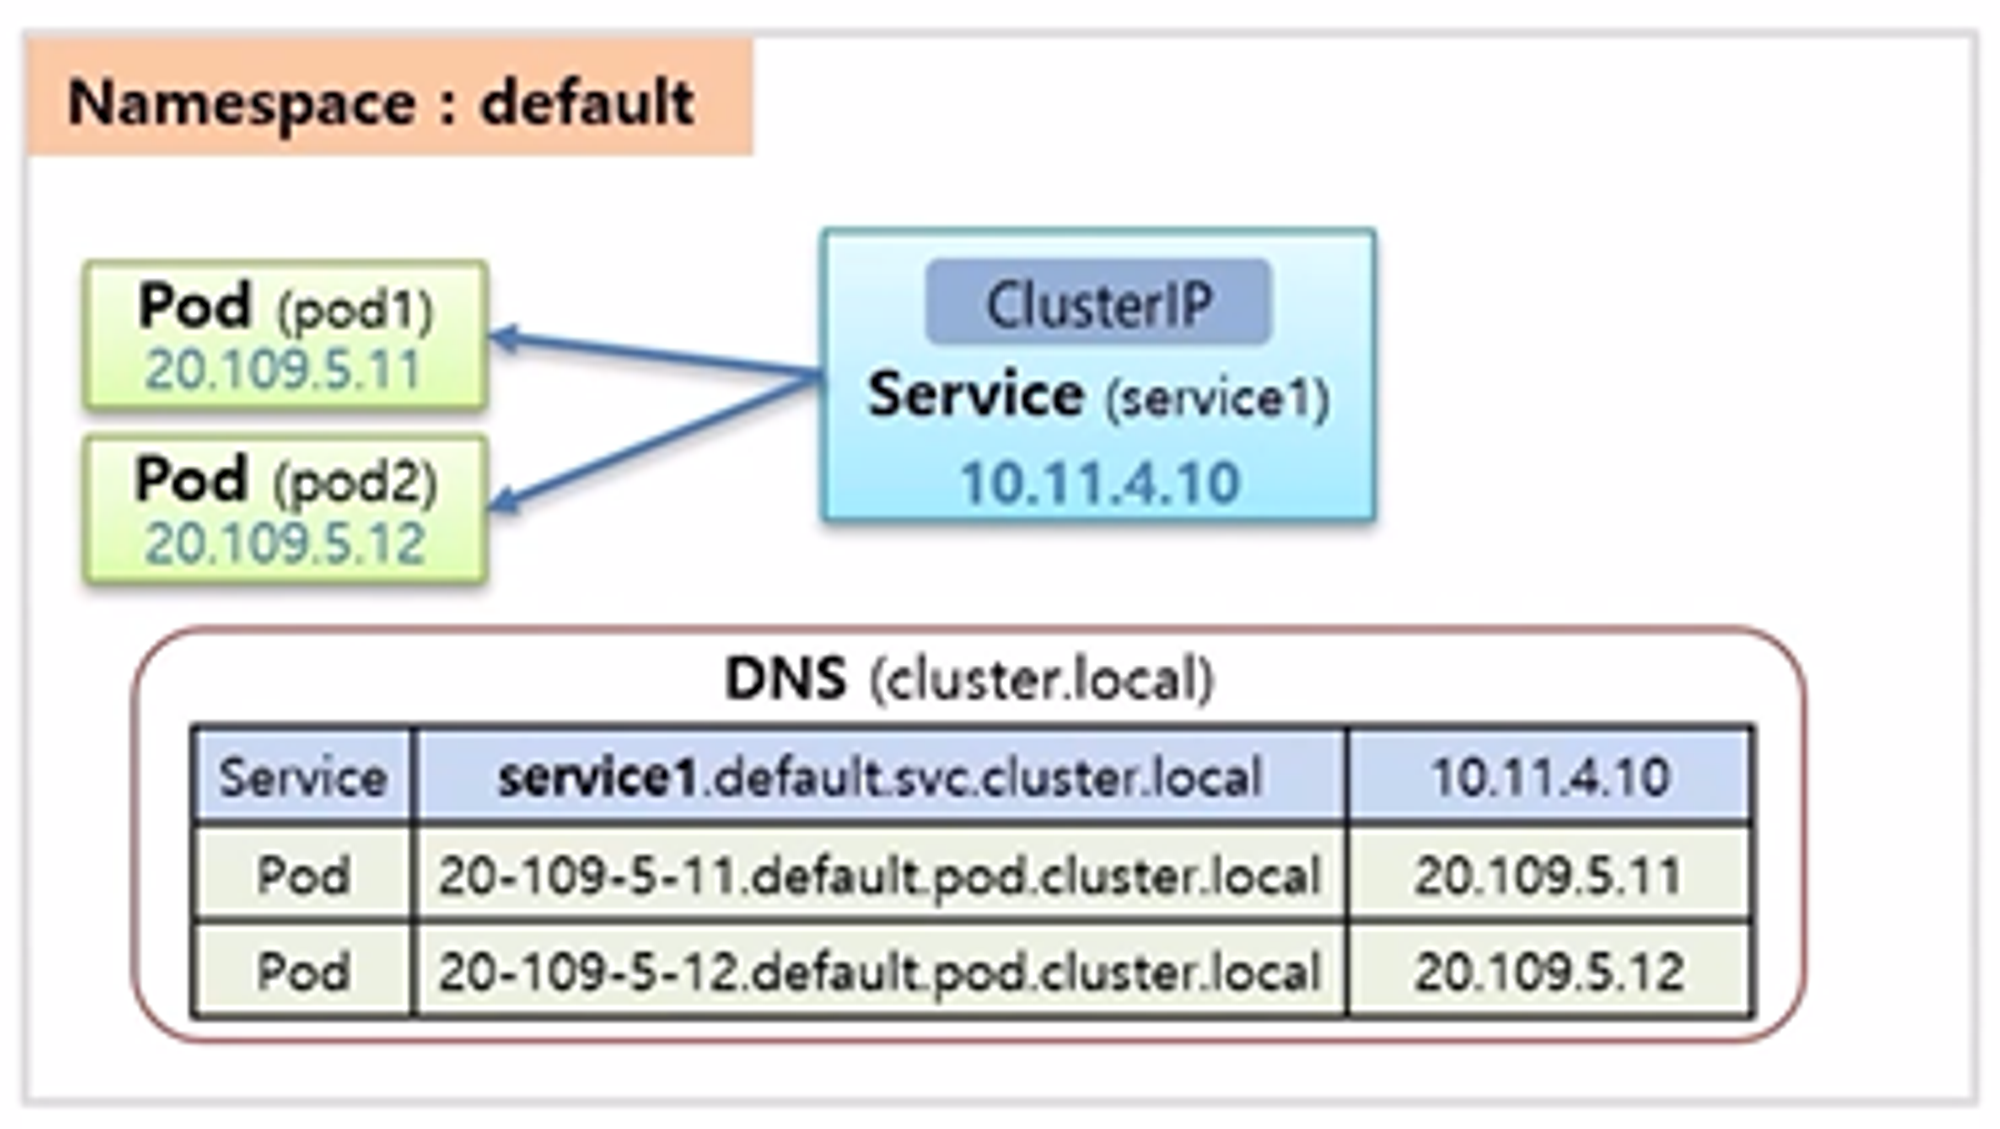 Namespace : default
Pod (pod1)
20.109.5.11
Pod (pod2)
20.109.5.12
ClusterIP
Service (service1)
10.11.4.10
DNS (cluster.local)
Service service1.default.svc.cluster.local 10.11.4.10
Pod 20-109-5-11.default.pod.cluster.local 20.109.5.11
Pod 20-109-5-12.default.pod.cluster.local 20.109.5.12